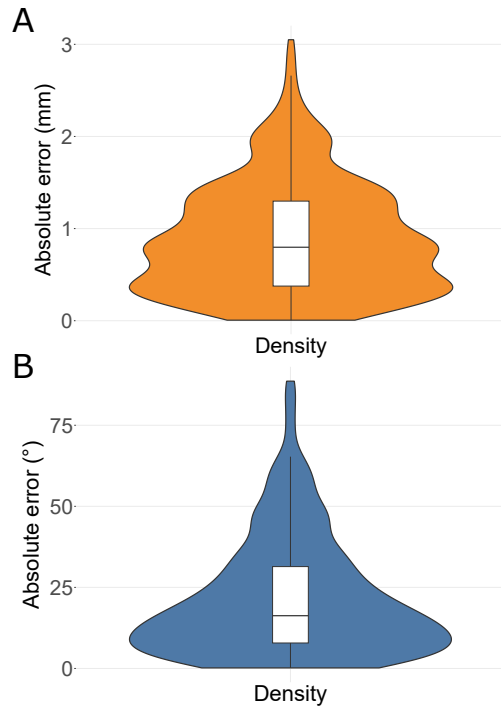 A
Absolute error (mm)
3
2
1
0
Density
B
Absolute error (°)
75
50
25
0
Density